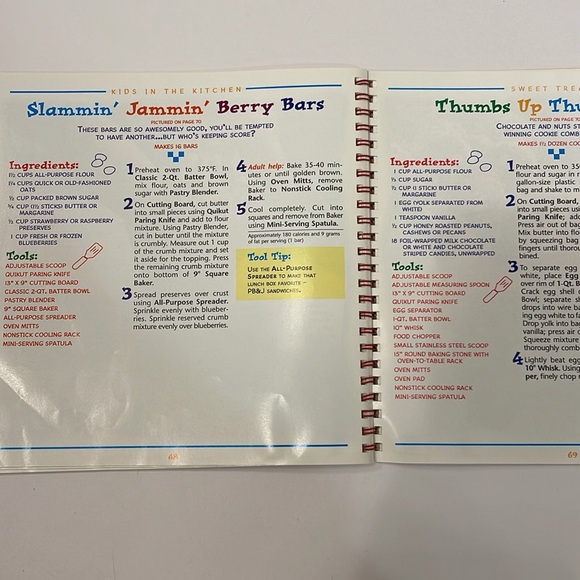 KIDS IN THE KITCHEN
Slammin' Jammin' Berry Bars
PICTURED ON PAGE 70
THESE BARS ARE SO AWESOMELY GOOD, YOU'LL BE TEMPTED
TO HAVE ANOTHER....BUT WHO'S KEEPING SCORE?
MAKES 16 BARS
Ingredients:
1½ CUPS ALL-PURPOSE FLOUR
CUPS QUICK OR OLD-FASHIONED
OATS
½ CUP PACKED BROWN SUGAR
¾ CUP (1½ STICKS) BUTTER OR
MARGARINE
½ CUP STRAWBERRY OR RASPBERRY
PRESERVES
1 CUP FRESH OR FROZEN
BLUEBERRIES
Tools:
ADJUSTABLE SCOOP
QUIKUT PARING KNIFE
13" X 9" CUTTING BOARD
CLASSIC 2-QT. BATTER BOWL
PASTRY BLENDER
9" SQUARE BAKER
ALL-PURPOSE SPREADER
OVEN MITTS
NONSTICK COOLING RACK
MINI-SERVING SPATULA
1 Preheat oven to 375°F. In
Classic 2-Qt. Batter Bowl,
mix flour, oats and brown
sugar with Pastry Blender.
2 On Cutting Board, cut butter
into small pieces using Quikut
Paring Knife and add to flour
mixture. Using Pastry Blender,
cut in butter until the mixture
is crumbly. Measure out 1 cup
of the crumb mixture and set
it aside for the topping. Press
the remaining crumb mixture
onto bottom of 9" Square
Baker.
3 Spread preserves over crust
using All-Purpose Spreader.
Sprinkle evenly with blueber-
ries. Sprinkle reserved crumb
mixture evenly over blueberries.
4 Adult help: Bake 35-40 min-
utes or until golden brown.
Using Oven Mitts, remove
Baker to Nonstick Cooling
Rack.
5 Cool completely. Cut into
squares and remove from Baker
using Mini-Serving Spatula.
Approximately 180 calories and 9 grams
of fat per serving (1 bar)
Tool Tip:
USE THE ALL-PURPOSE
SPREADER TO MAKE THAT
LUNCH BOX FAVORITE –
PB&J SANDWICHES.
68
SWEET TREA
Thumbs Up Thu
PICTURED ON PAGE
CHOCOLATE AND NUTS ST
WINNING COOKIE COMB
MAKES 1½ DOZEN COO
Ingredients:
1 CUP ALL-PURPOSE FLOUR
CUP SUGAR
½ CUP (1 STICK) BUTTER OR
MARGARINE
1 EGG (YOLK SEPARATED FROM
WHITE)
1 TEASPOON VANILLA
½ CUP HONEY ROASTED PEANUTS,
CASHEWS OR PECANS
18 FOIL-WRAPPED MILK CHOCOLATE
OR WHITE AND CHOCOLATE
STRIPED CANDIES, UNWRAPPED
Tools:
ADJUSTABLE SCOOP
ADJUSTABLE MEASURING SPOON
13" X 9" CUTTING BOARD
QUIKUT PARING KNIFE
EGG SEPARATOR
1-QT. BATTER BOWL
10" WHISK
FOOD CHOPPER
SMALL STAINLESS STEEL SCOOP
15" ROUND BAKING STONE WITH
OVEN-TO-TABLE RACK
OVEN MITTS
OVEN PAD
NONSTICK COOLING RACK
MINI-SERVING SPATULA
1 Preheat oven to 35
flour and sugar in r
gallon-size plastic
bag and shake to m
2 On Cutting Board,
into small pieces us
Paring Knife; add
Press air out of bag
Mix butter into flo
by squeezing bag
fingers until thorou
bined.
3 To separate egg
white, place Egg
over rim of 1-Qt. B
Crack egg shell c
Bowl; separate sh
drops into wire ba
ing egg white to fa
Drop yolk into bag
vanilla; press air o
Squeeze mixture
thoroughly combin
4 Lightly beat egg
10" Whisk. Using
per, finely chop n
69